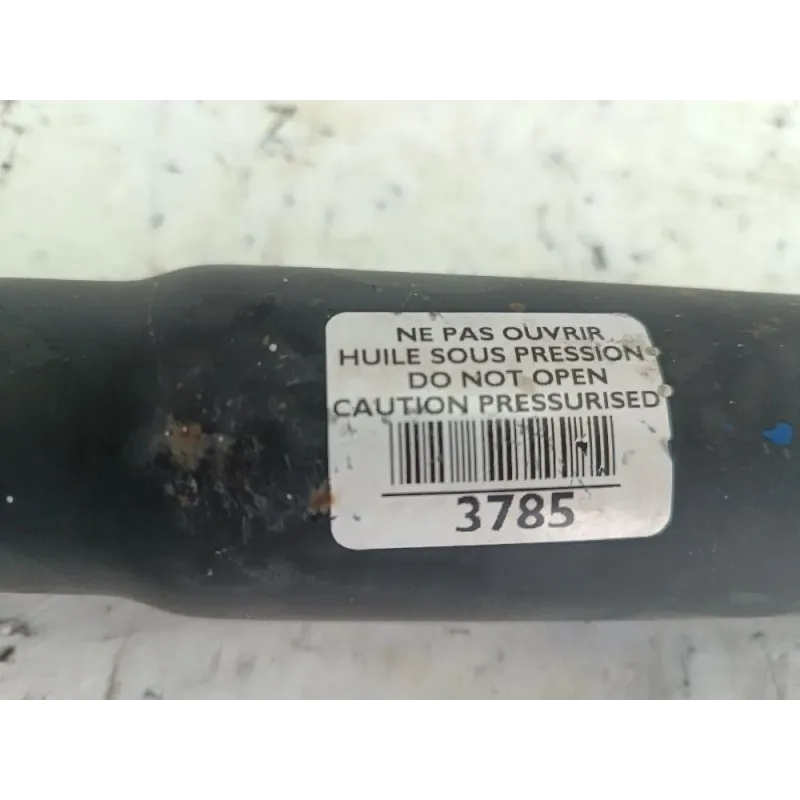 NE PAS OUVRIR
HUILE SOUS PRESSION
DO NOT OPEN
CAUTION PRESSURISED
3785